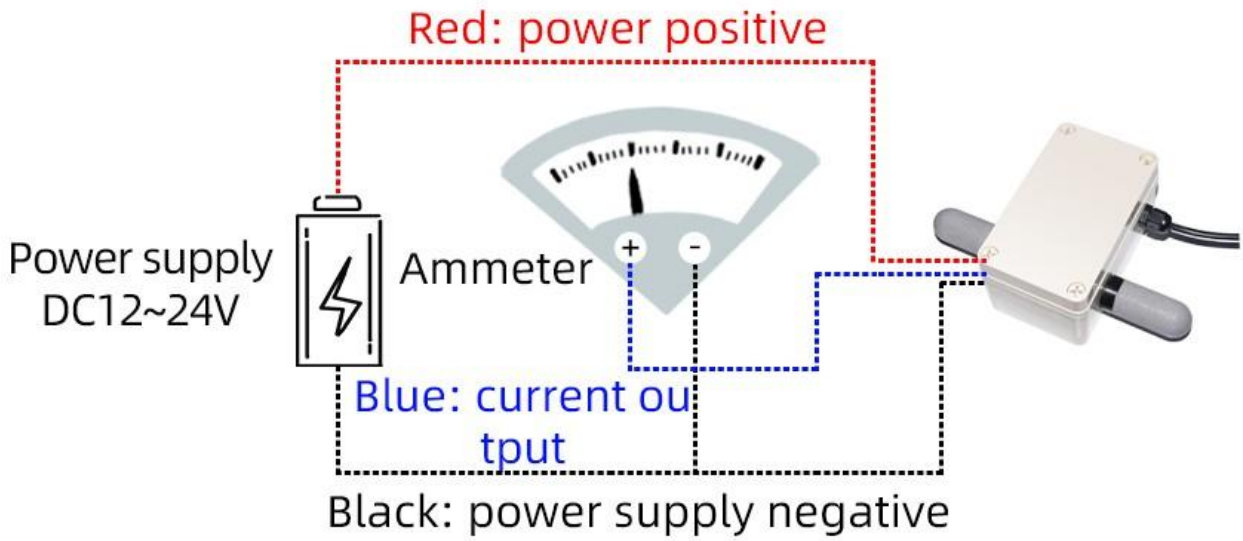 Red: power positive
Power supply
DC12~24V
Ammeter
+ -
Blue: current ou
tput
Black: power supply negative